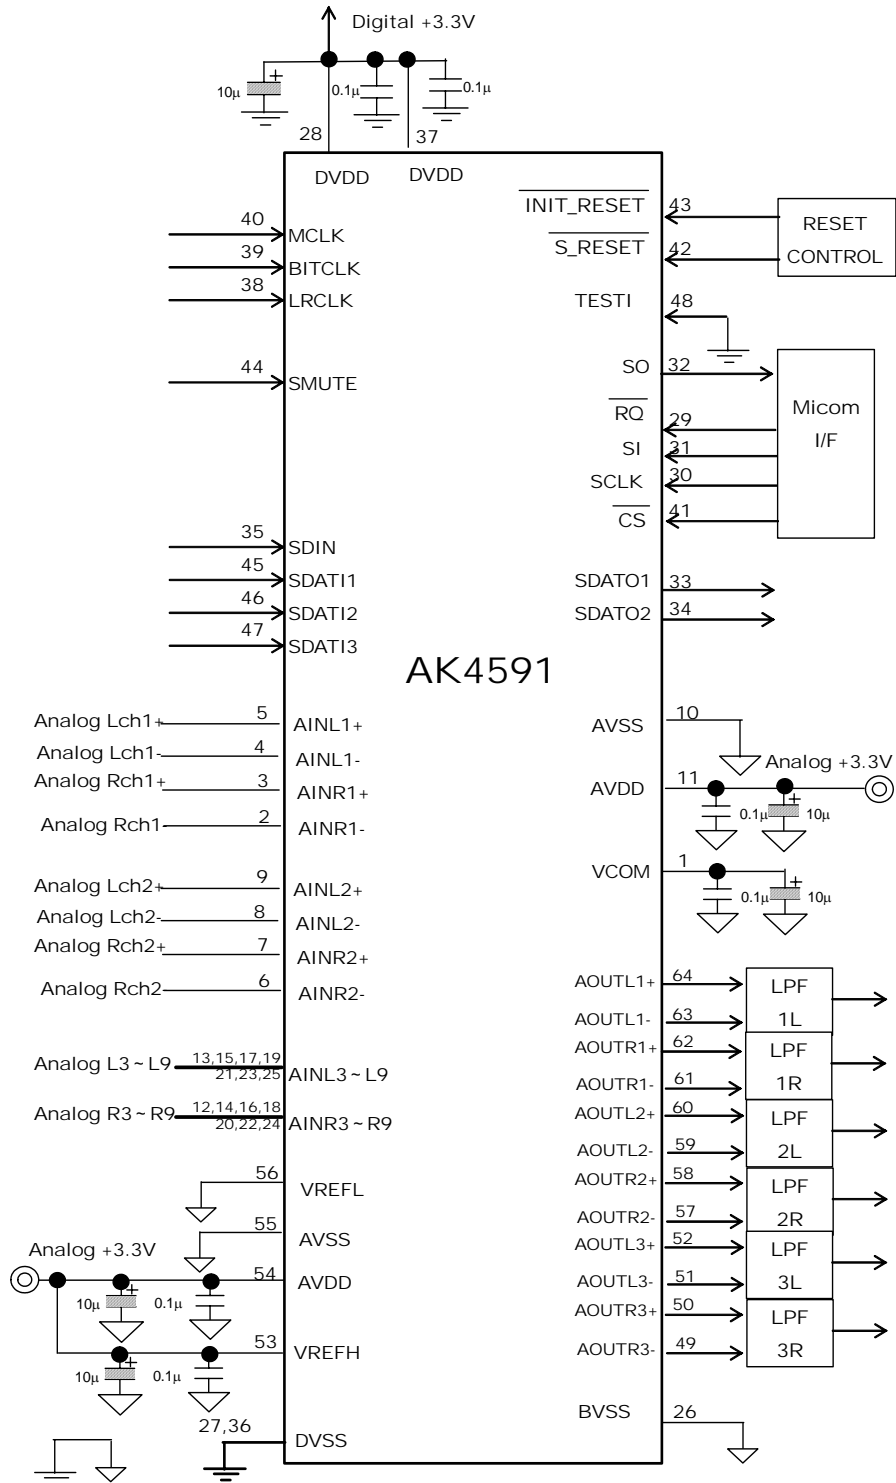 Digital +3.3V
10μ
+
0.1μ
0.1μ
28
37
DVDD
DVDD
40
MCLK
39
BITCLK
38
LRCLK
44
SMUTE
35
SDIN
45
SDATI1
46
SDATI2
47
SDATI3
INIT_RESET
43
S_RESET
42
RESET
CONTROL
TESTI
48
SO
32
RQ
29
SI
31
SCLK
30
CS
41
Micom
I/F
SDATO1
33
SDATO2
34
AK4591
Analog Lch1+
5
AINL1+
Analog Lch1-
4
AINL1-
Analog Rch1+
3
AINR1+
Analog Rch1-
2
AINR1-
Analog Lch2+
9
AINL2+
Analog Lch2-
8
AINL2-
Analog Rch2+
7
AINR2+
Analog Rch2
6
AINR2-
Analog L3~L9
13,15,17,19
21,23,25
AINL3~L9
Analog R3~R9
12,14,16,18
20,22,24
AINR3~R9
56
VREFL
55
AVSS
Analog +3.3V
54
AVDD
10μ
+
0.1μ
53
VREFH
10μ
+
0.1μ
27,36
DVSS
AVSS
10
Analog +3.3V
AVDD
11
0.1μ
+
10μ
VCOM
1
0.1μ
+
10μ
AOUTL1+
64
AOUTL1-
63
LPF
1L
AOUTR1+
62
AOUTR1-
61
LPF
1R
AOUTL2+
60
AOUTL2-
59
LPF
2L
AOUTR2+
58
AOUTR2-
57
LPF
2R
AOUTL3+
52
AOUTL3-
51
LPF
3L
AOUTR3+
50
AOUTR3-
49
LPF
3R
BVSS
26